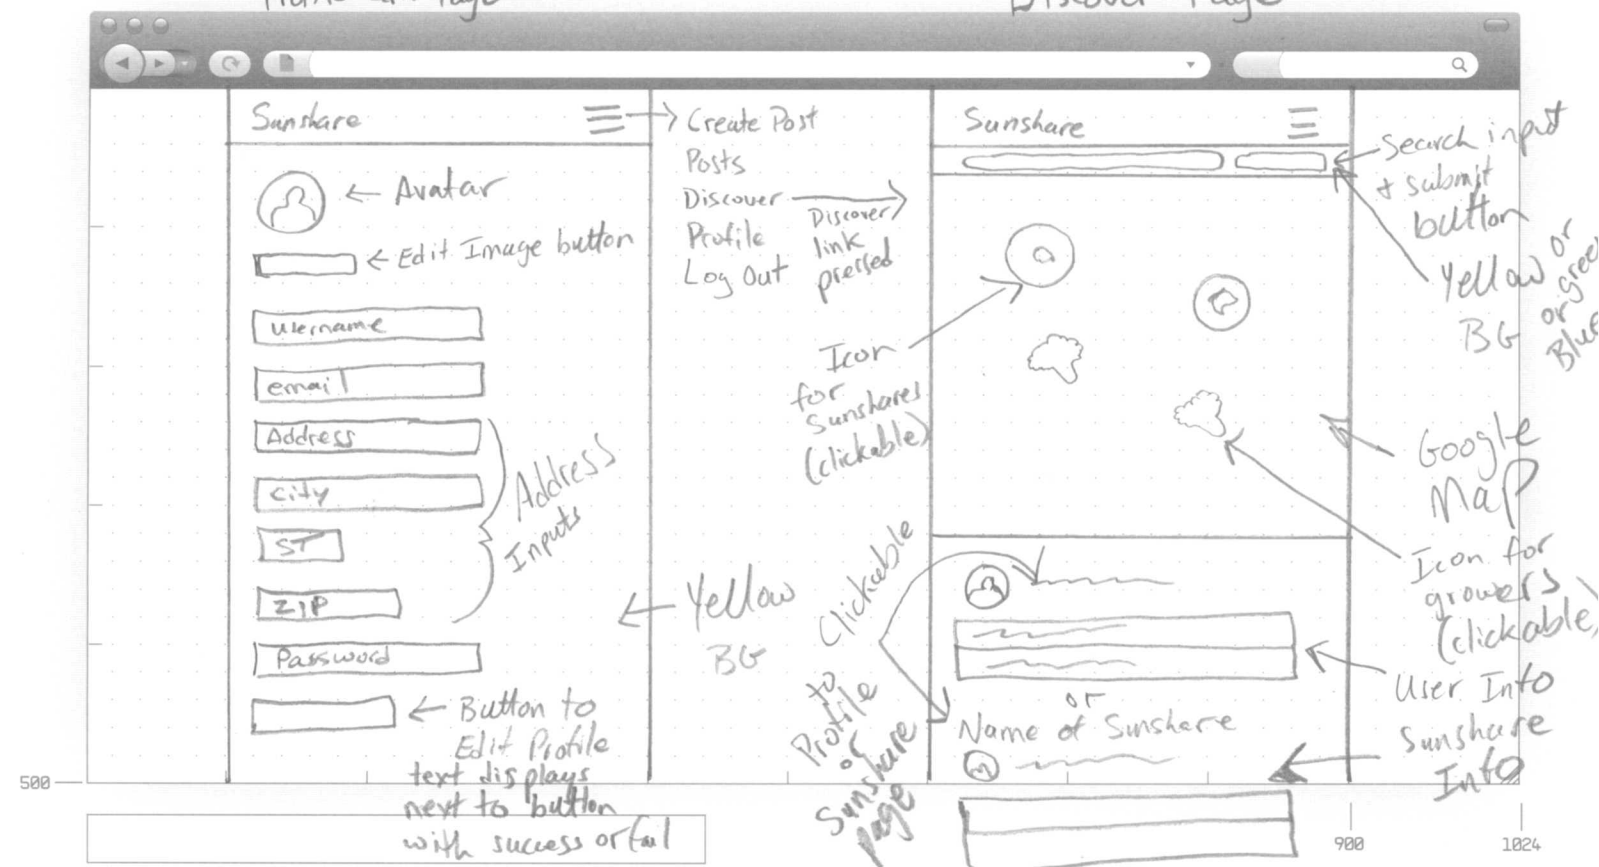 Discover Page
Sunshare
Avatar
Edit Image button
Username
email
Address
City
ST
ZIP
Password
Address
Inputs
Button to
Edit Profile
text displays
next to button
with success or fail
Create Post
Posts
Discover
Profile
Log Out
Discover
link
pressed
Yellow
BG
Sunshare
Search input
+ submit
button
Yellow or
BG or green
or
Blue
Icon
for
Sunshares
(clickable)
Google
Map
Icon for
growers
(clickable)
Clickable
to
Profile
or
Sunshare
page
User Info
or
Name of Sunshare
Sunshare
Info
500
900
1024